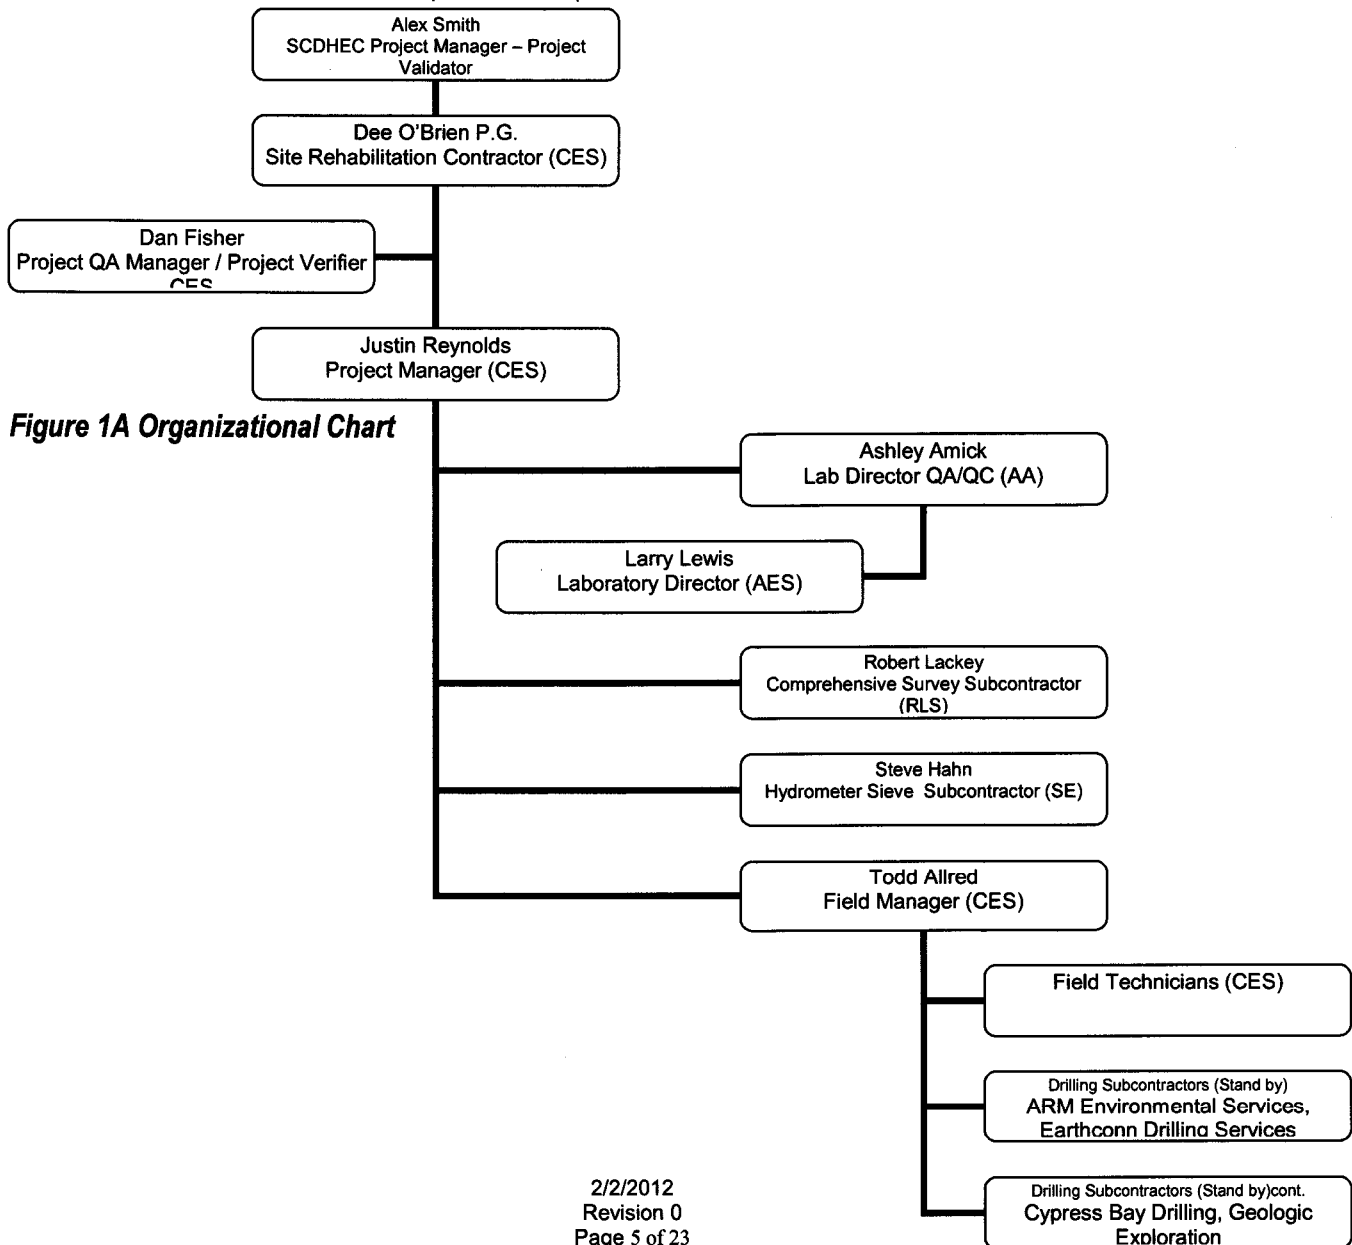 Alex Smith
SCDHEC Project Manager – Project
Validator
Dee O'Brien P.G.
Site Rehabilitation Contractor (CES)
Dan Fisher
Project QA Manager / Project Verifier
CES
Justin Reynolds
Project Manager (CES)
Figure 1A Organizational Chart
Ashley Amick
Lab Director QA/QC (AA)
Larry Lewis
Laboratory Director (AES)
Robert Lackey
Comprehensive Survey Subcontractor
(RLS)
Steve Hahn
Hydrometer Sieve Subcontractor (SE)
Todd Allred
Field Manager (CES)
Field Technicians (CES)
Drilling Subcontractors (Stand by)
ARM Environmental Services,
Earthconn Drilling Services
Drilling Subcontractors (Stand by)cont.
Cypress Bay Drilling, Geologic
Exploration
2/2/2012
Revision 0
Page 5 of 23